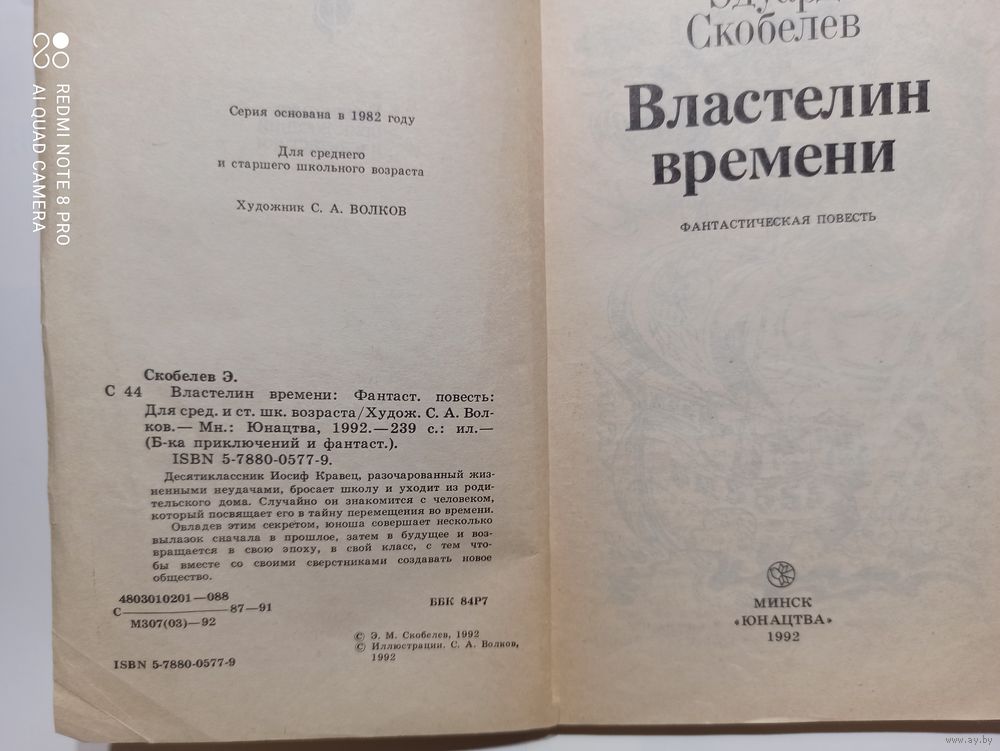 Серия основана в 1982 году
Для среднего
и старшего школьного возраста
Художник С. А. ВОЛКОВ
Скобелев Э.
С 44 Властелин времени: Фантаст. повесть:
Для сред. и ст. шк. возраста/Худож. С. А. Вол-
ков.— Мн.: Юнацтва, 1992.—239 с.: ил.—
(Б-ка приключений и фантаст.).
ISBN 5-7880-0577-9.
Десятиклассник Иосиф Кравец, разочарованный жиз-
ненными неудачами, бросает школу и уходит из роди-
тельского дома. Случайно он знакомится с человеком,
который посвящает его в тайну перемещения во времени.
Овладев этим секретом, юноша совершает несколько
вылазок сначала в прошлое, затем в будущее и воз-
вращается в свою эпоху, в свой класс, с тем что-
бы вместе со своими сверстниками создавать новое
общество.
4803010201—088
С 87—91
М307(03)—92
ББК 84Р7
© Э. М. Скобелев, 1992
© Иллюстрации. С. А. Волков,
1992
ISBN 5-7880-0577-9
Эдуард
Скобелев
Властелин
времени
ФАНТАСТИЧЕСКАЯ ПОВЕСТЬ
МИНСК
«ЮНАЦТВА»
1992
REDMI NOTE 8 PRO
AI QUAD CAMERA
www.ay.by